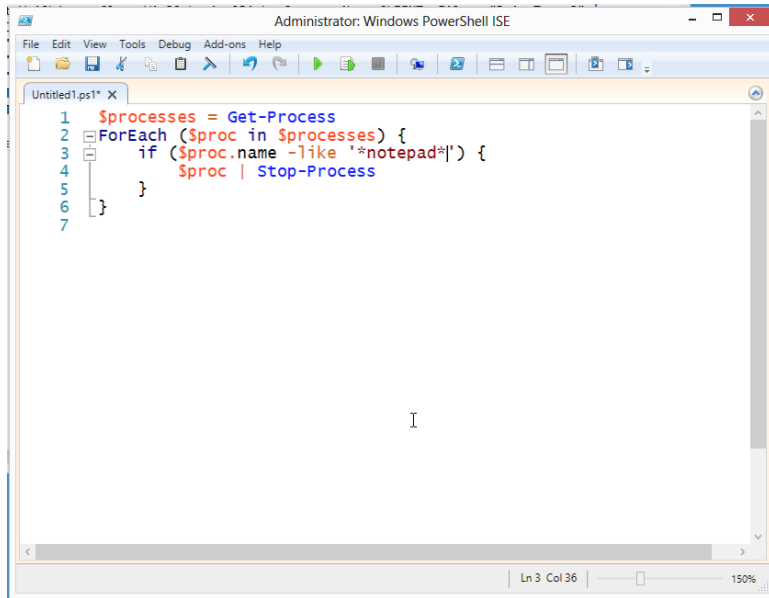 Administrator: Windows PowerShell ISE
File Edit View Tools Debug Add-ons Help
Untitled1.ps1* X
1 $processes = Get-Process
2 ForEach ($proc in $processes) {
3 if ($proc.name -like '*notepad*') {
4 $proc | Stop-Process
5 }
6 }
7
Ln 3 Col 36 150%